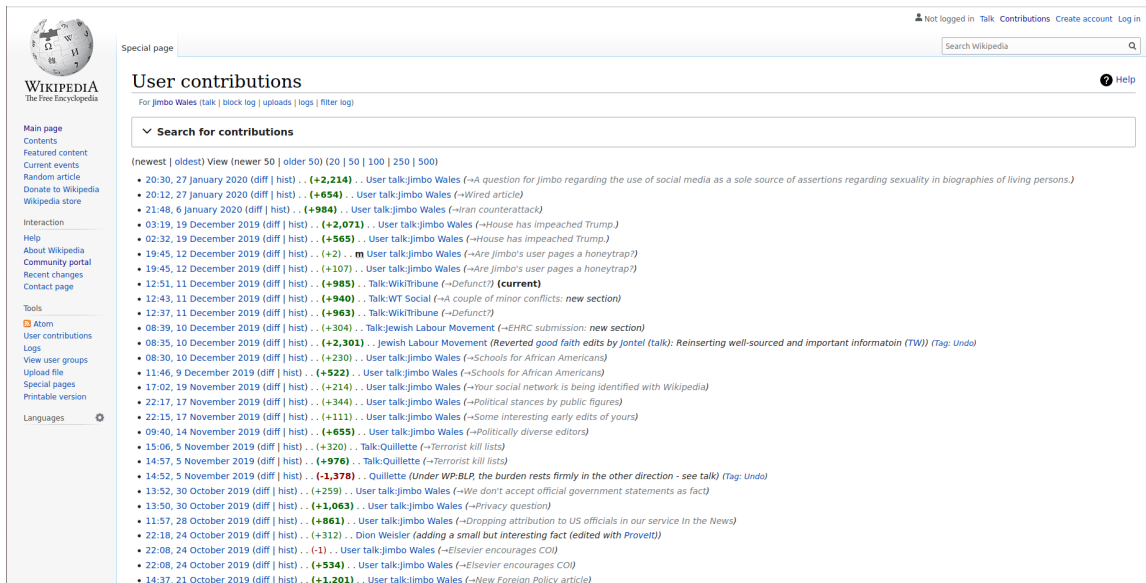 Not logged in Talk Contributions Create account Log in
Special page
Search Wikipedia
WIKIPEDIA
The Free Encyclopedia
User contributions
Help
For Jimbo Wales (talk | block log | uploads | logs | filter log)
Search for contributions
(newest | oldest) View (newer 50 | older 50) (20 | 50 | 100 | 250 | 500)
20:30, 27 January 2020 (diff | hist) . . (+2,214) . . User talk:Jimbo Wales (→A question for Jimbo regarding the use of social media as a sole source of assertions regarding sexuality in biographies of living persons.)
20:12, 27 January 2020 (diff | hist) . . (+654) . . User talk:Jimbo Wales (→Wired article)
21:48, 6 January 2020 (diff | hist) . . (+984) . . User talk:Jimbo Wales (→Iran counterattack)
03:19, 19 December 2019 (diff | hist) . . (+2,071) . . User talk:Jimbo Wales (→House has impeached Trump.)
02:32, 19 December 2019 (diff | hist) . . (+565) . . User talk:Jimbo Wales (→House has impeached Trump.)
19:45, 12 December 2019 (diff | hist) . . (+2) . . m User talk:Jimbo Wales (→Are Jimbo's user pages a honeytrap?)
19:45, 12 December 2019 (diff | hist) . . (+107) . . User talk:Jimbo Wales (→Are Jimbo's user pages a honeytrap?)
12:51, 11 December 2019 (diff | hist) . . (+985) . . Talk:WikiTribune (→Defunct?) (current)
12:43, 11 December 2019 (diff | hist) . . (+940) . . Talk:WT Social (→A couple of minor conflicts: new section)
12:37, 11 December 2019 (diff | hist) . . (+963) . . Talk:WikiTribune (→Defunct?)
08:39, 10 December 2019 (diff | hist) . . (+304) . . Talk:Jewish Labour Movement (→EHRC submission: new section)
08:35, 10 December 2019 (diff | hist) . . (+2,301) . . Jewish Labour Movement (Reverted good faith edits by Jontel (talk): Reinserting well-sourced and important informatoin (TW)) (Tag: Undo)
08:30, 10 December 2019 (diff | hist) . . (+230) . . User talk:Jimbo Wales (→Schools for African Americans)
11:46, 9 December 2019 (diff | hist) . . (+522) . . User talk:Jimbo Wales (→Schools for African Americans)
17:02, 19 November 2019 (diff | hist) . . (+214) . . User talk:Jimbo Wales (→Your social network is being identified with Wikipedia)
22:17, 17 November 2019 (diff | hist) . . (+344) . . User talk:Jimbo Wales (→Political stances by public figures)
22:15, 17 November 2019 (diff | hist) . . (+111) . . User talk:Jimbo Wales (→Some interesting early edits of yours)
09:40, 14 November 2019 (diff | hist) . . (+655) . . User talk:Jimbo Wales (→Politically diverse editors)
15:06, 5 November 2019 (diff | hist) . . (+320) . . Talk:Quillette (→Terrorist kill lists)
14:57, 5 November 2019 (diff | hist) . . (+976) . . Talk:Quillette (→Terrorist kill lists)
14:52, 5 November 2019 (diff | hist) . . (-1,378) . . Quillette (Under WP:BLP, the burden rests firmly in the other direction - see talk) (Tag: Undo)
13:52, 30 October 2019 (diff | hist) . . (+259) . . User talk:Jimbo Wales (→We don't accept official government statements as fact)
13:50, 30 October 2019 (diff | hist) . . (+1,063) . . User talk:Jimbo Wales (→Privacy question)
11:57, 28 October 2019 (diff | hist) . . (+861) . . User talk:Jimbo Wales (→Dropping attribution to US officials in our service In the News)
22:18, 24 October 2019 (diff | hist) . . (+312) . . Dion Weisler (adding a small but interesting fact (edited with ProveIt))
22:08, 24 October 2019 (diff | hist) . . (-1) . . User talk:Jimbo Wales (→Elsevier encourages COI)
22:08, 24 October 2019 (diff | hist) . . (+534) . . User talk:Jimbo Wales (→Elsevier encourages COI)
14:37, 21 October 2019 (diff | hist) . . (+1,201) . . User talk:Jimbo Wales (→New Foreign Policy article)
Main page
Contents
Featured content
Current events
Random article
Donate to Wikipedia
Wikipedia store
Interaction
Help
About Wikipedia
Community portal
Recent changes
Contact page
Tools
Atom
User contributions
Logs
View user groups
Upload file
Special pages
Printable version
Languages